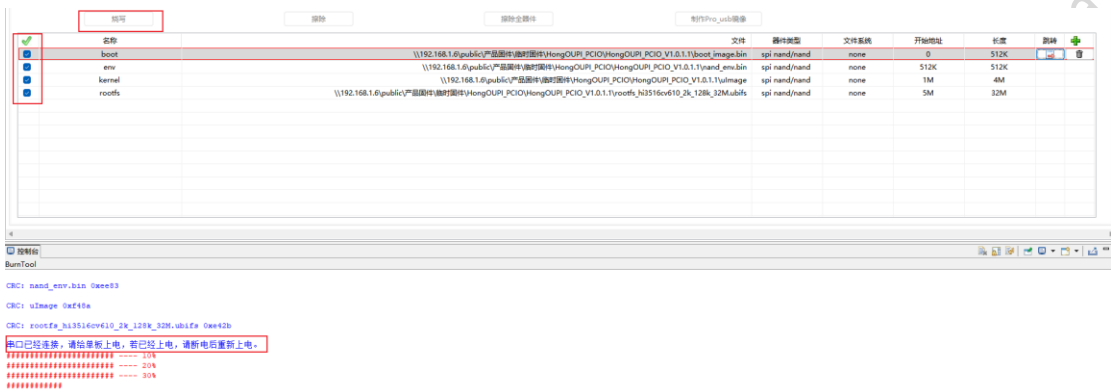 烧写 擦除 擦除全器件 制作Pro_usb镜像
名称 文件 器件类型 文件系统 开始地址 长度 跳转
boot \\192.168.1.6\public\产品固件\临时固件\HongOUPI_PCIO\HongOUPI_PCIO_V1.0.1.1\boot_image.bin spi nand/nand none 0 512K
env \\192.168.1.6\public\产品固件\临时固件\HongOUPI_PCIO\HongOUPI_PCIO_V1.0.1.1\nand_env.bin spi nand/nand none 512K 512K
kernel \\192.168.1.6\public\产品固件\临时固件\HongOUPI_PCIO\HongOUPI_PCIO_V1.0.1.1\uImage spi nand/nand none 1M 4M
rootfs \\192.168.1.6\public\产品固件\临时固件\HongOUPI_PCIO\HongOUPI_PCIO_V1.0.1.1\rootfs_hi3516cv610_2k_128k_32M.ubifs spi nand/nand none 5M 32M
控制台
BurnTool
CRC: nand_env.bin 0xee83
CRC: uImage 0xf48a
CRC: rootfs_hi3516cv610_2k_128k_32M.ubifs 0xe42b
串口已经连接，请给单板上电，若已经上电，请断电后重新上电。
####################### ---- 10%
####################### ---- 20%
####################### ---- 30%
############